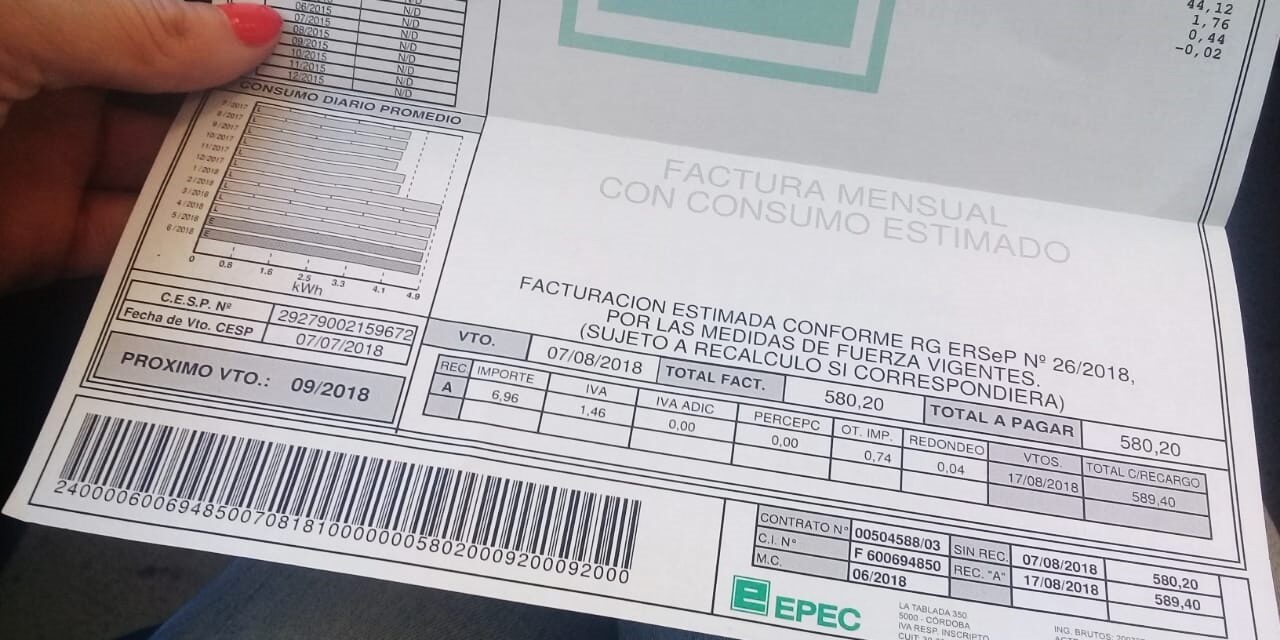 06/2015 N/D
07/2015 N/D
08/2015 N/D
09/2015 N/D
10/2015 N/D
11/2015 N/D
12/2015 N/D
44,12
1,76
0,44
-0,02
CONSUMO DIARIO PROMEDIO
7/2017
8/2017
9/2017
10/2017
11/2017
12/2017
1/2018
2/2018
3/2018
4/2018
5/2018
6/2018
0 0.8 1.6 2.5 3.3 4.1 4.9
kWh
FACTURA MENSUAL
CON CONSUMO ESTIMADO
FACTURACION ESTIMADA CONFORME RG ERSeP Nº 26/2018,
POR LAS MEDIDAS DE FUERZA VIGENTES.
(SUJETO A RECALCULO SI CORRESPONDIERA)
C.E.S.P. Nº 29279002159672
Fecha de Vto. CESP 07/07/2018
PROXIMO VTO.: 09/2018
VTO. 07/08/2018 TOTAL FACT. 580,20 TOTAL A PAGAR 580,20
REC IMPORTE IVA IVA ADIC PERCEPC OT. IMP. REDONDEO VTOS. TOTAL C/RECARGO
A 6,96 1,46 0,00 0,00 0,74 0,04 17/08/2018 589,40
2400006006948500708181000000058020009200092000
CONTRATO Nº 00504588/03 SIN REC. 07/08/2018 580,20
C.I. Nº F 600694850 REC. "A" 17/08/2018 589,40
M.C. 06/2018
e EPEC
LA TABLADA 350
5000 - CÓRDOBA
IVA RESP. INSCRIPTO
CUIT:
ING. BRUTOS: